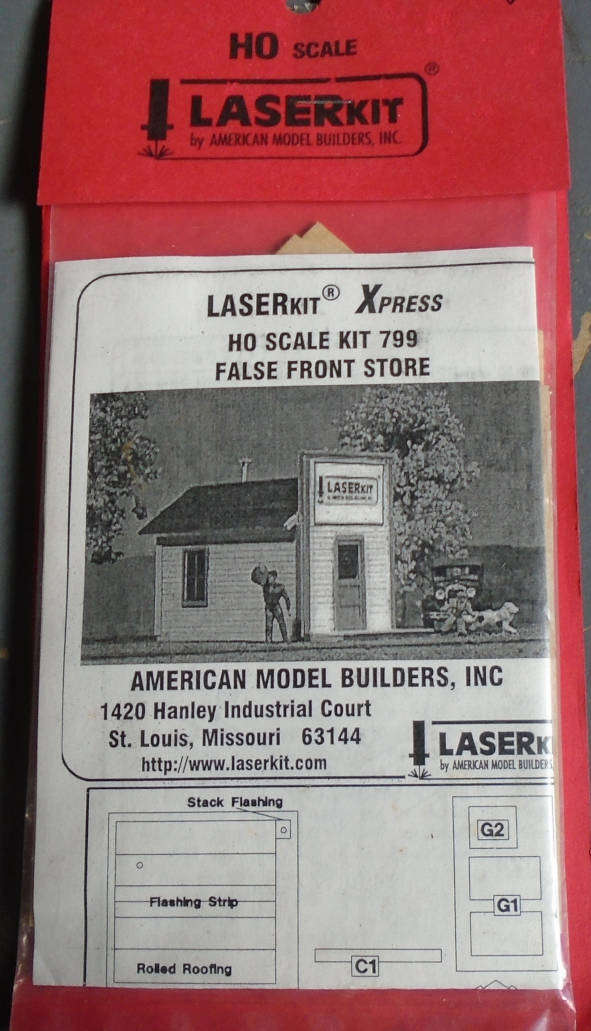 HO SCALE
®
LASERKIT
by AMERICAN MODEL BUILDERS, INC.
LASERKIT® XPRESS
HO SCALE KIT 799
FALSE FRONT STORE
LASERKIT
AMERICAN MODEL BUILDERS, INC
1420 Hanley Industrial Court
St. Louis, Missouri 63144
http://www.laserkit.com
LASERK
by AMERICAN MODEL BUILDERS
Stack Flashing
G2
Flashing Strip
G1
Rolled Roofing
C1